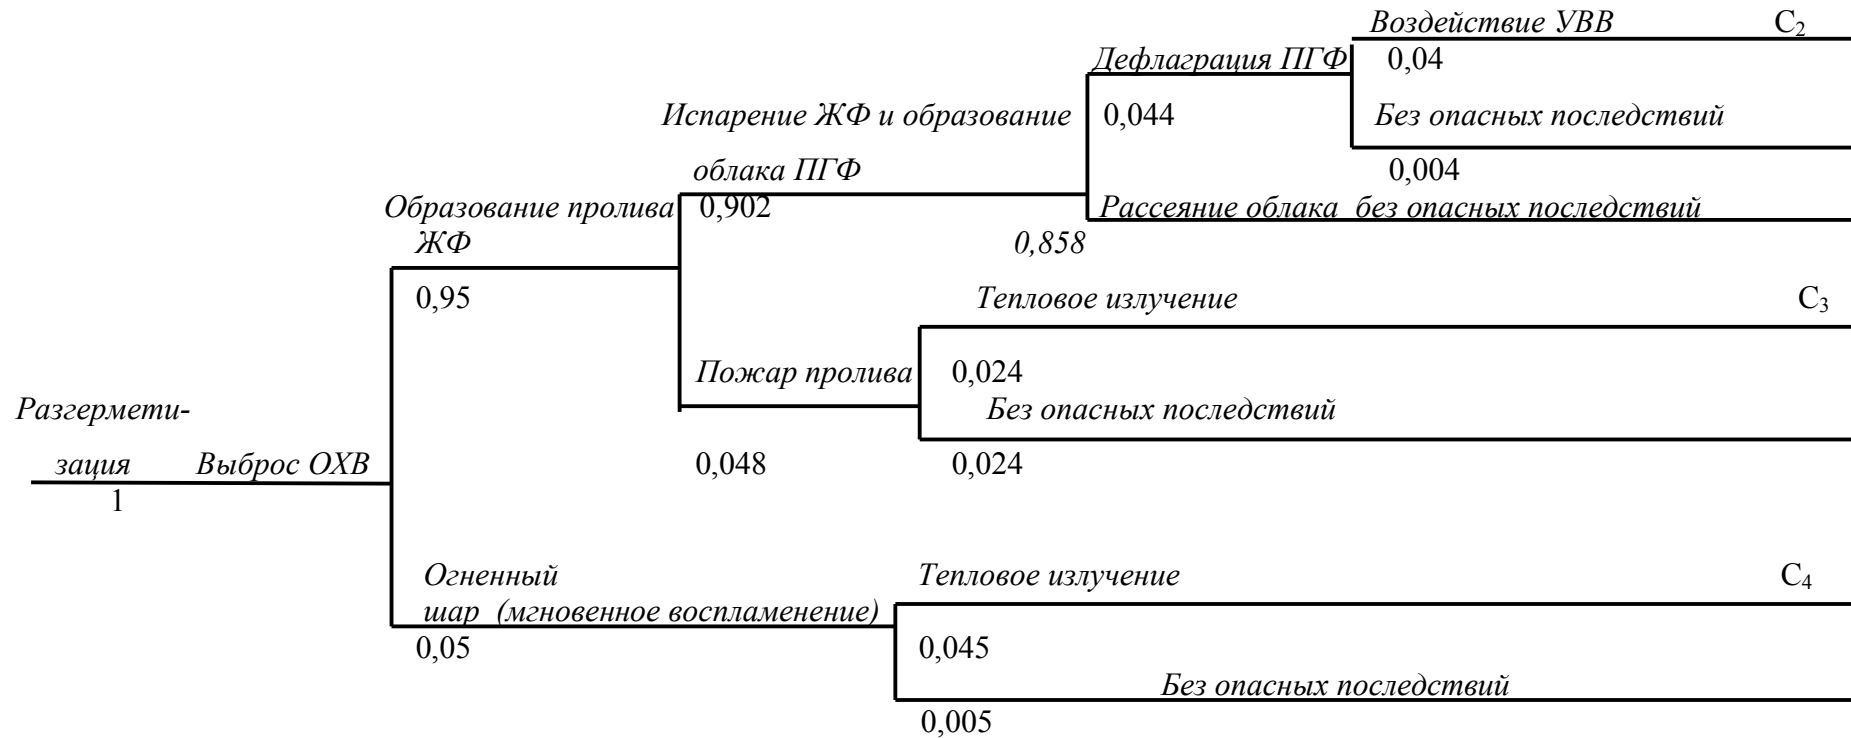 Воздействие УВВ C2
Дефлаграция ПГФ 0,04
Испарение ЖФ и образование 0,044 Без опасных последствий
облака ПГФ 0,004
Образование пролива 0,902 Рассеяние облака без опасных последствий
ЖФ 0,858
0,95 Тепловое излучение C3
Пожар пролива 0,024
Разгермети- Без опасных последствий
зация Выброс ОХВ 0,048 0,024
1
Огненный Тепловое излучение C4
шар (мгновенное воспламенение)
0,05 0,045
Без опасных последствий
0,005